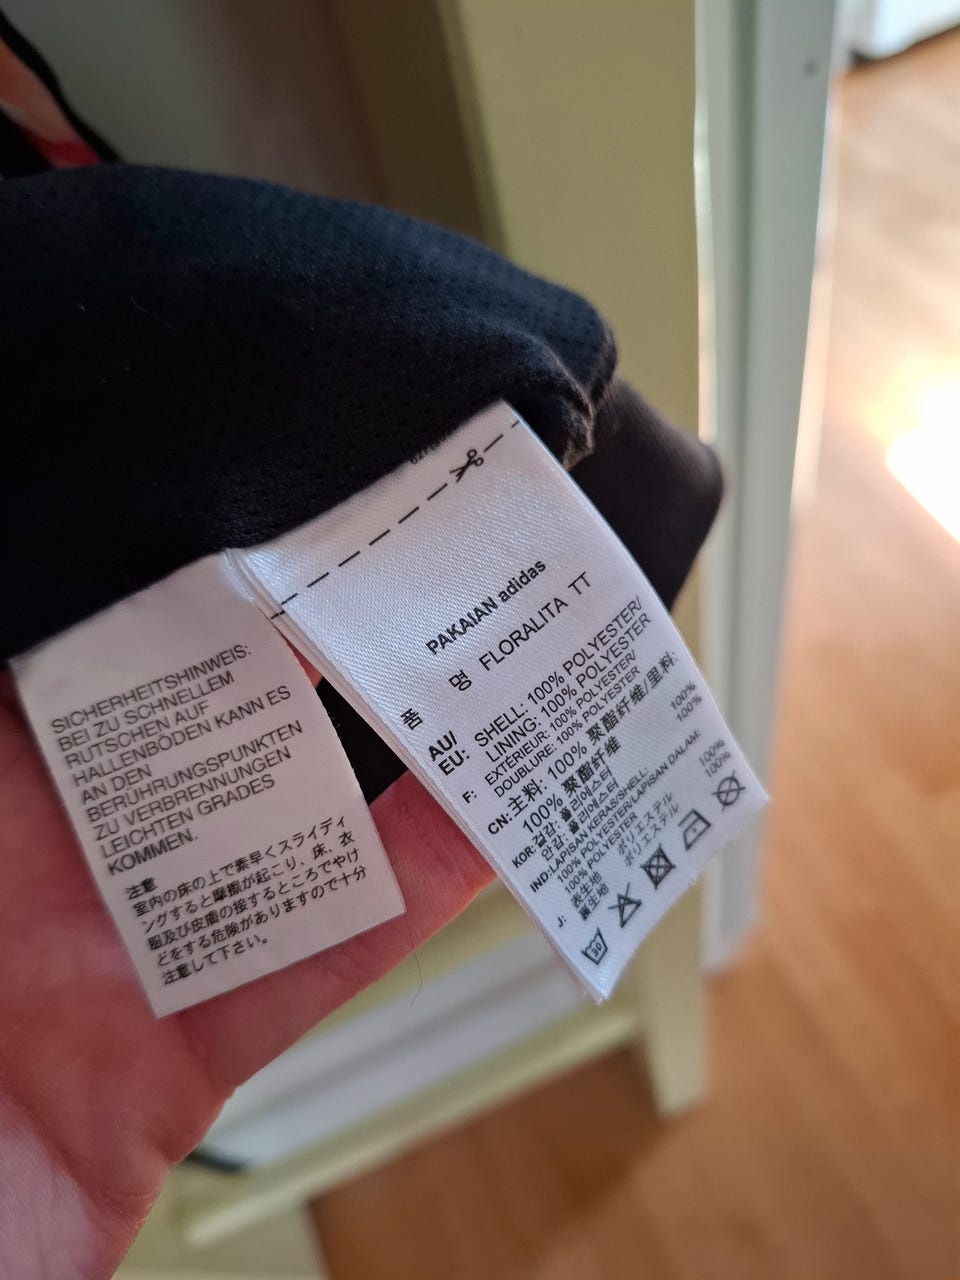 SICHERHEITSHINWEIS:
BEI ZU SCHNELLEM
RUTSCHEN AUF
HALLENBÖDEN KANN ES
AN DEN
BERÜHRUNGSPUNKTEN
ZU VERBRENNUNGEN
LEICHTEN GRADES
KOMMEN.
注意
室内の床の上で素早くスライディ
ングすると摩擦が起こり、床、衣
服及び皮膚の接するところでやけ
どをする危険がありますので十分
注意して下さい。
PAKAIAN adidas
품 명 FLORALITA TT
AU/
EU: SHELL: 100% POLYESTER/
LINING: 100% POLYESTER
F: EXTÉRIEUR: 100% POLYESTER/
DOUBLURE: 100% POLYESTER
CN: 主料: 100% 聚酯纤维/里料:
100% 聚酯纤维
KOR: 겉감: 폴리에스터 100%
안감: 폴리에스터 100%
IND: LAPISAN KERAS/SHELL:
100% POLYESTER/LAPISAN DALAM:
100% POLYESTER
J: 表生地 ポリエステル 100%
裏生地 ポリエステル 100%
30